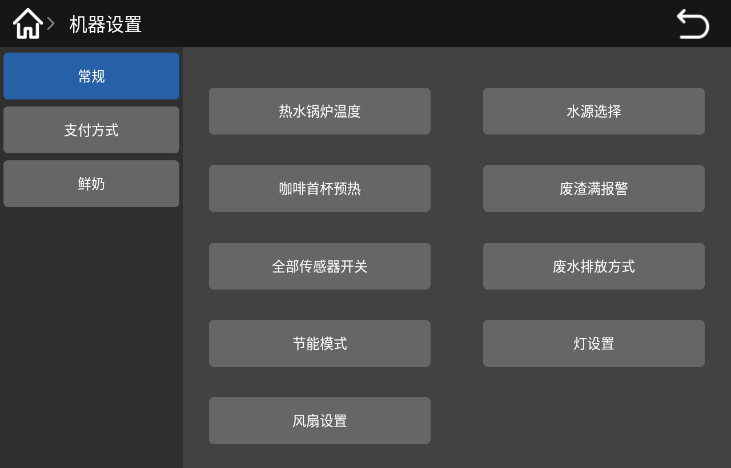 机器设置
常规
支付方式
鲜奶
热水锅炉温度
水源选择
咖啡首杯预热
废渣满报警
全部传感器开关
废水排放方式
节能模式
灯设置
风扇设置